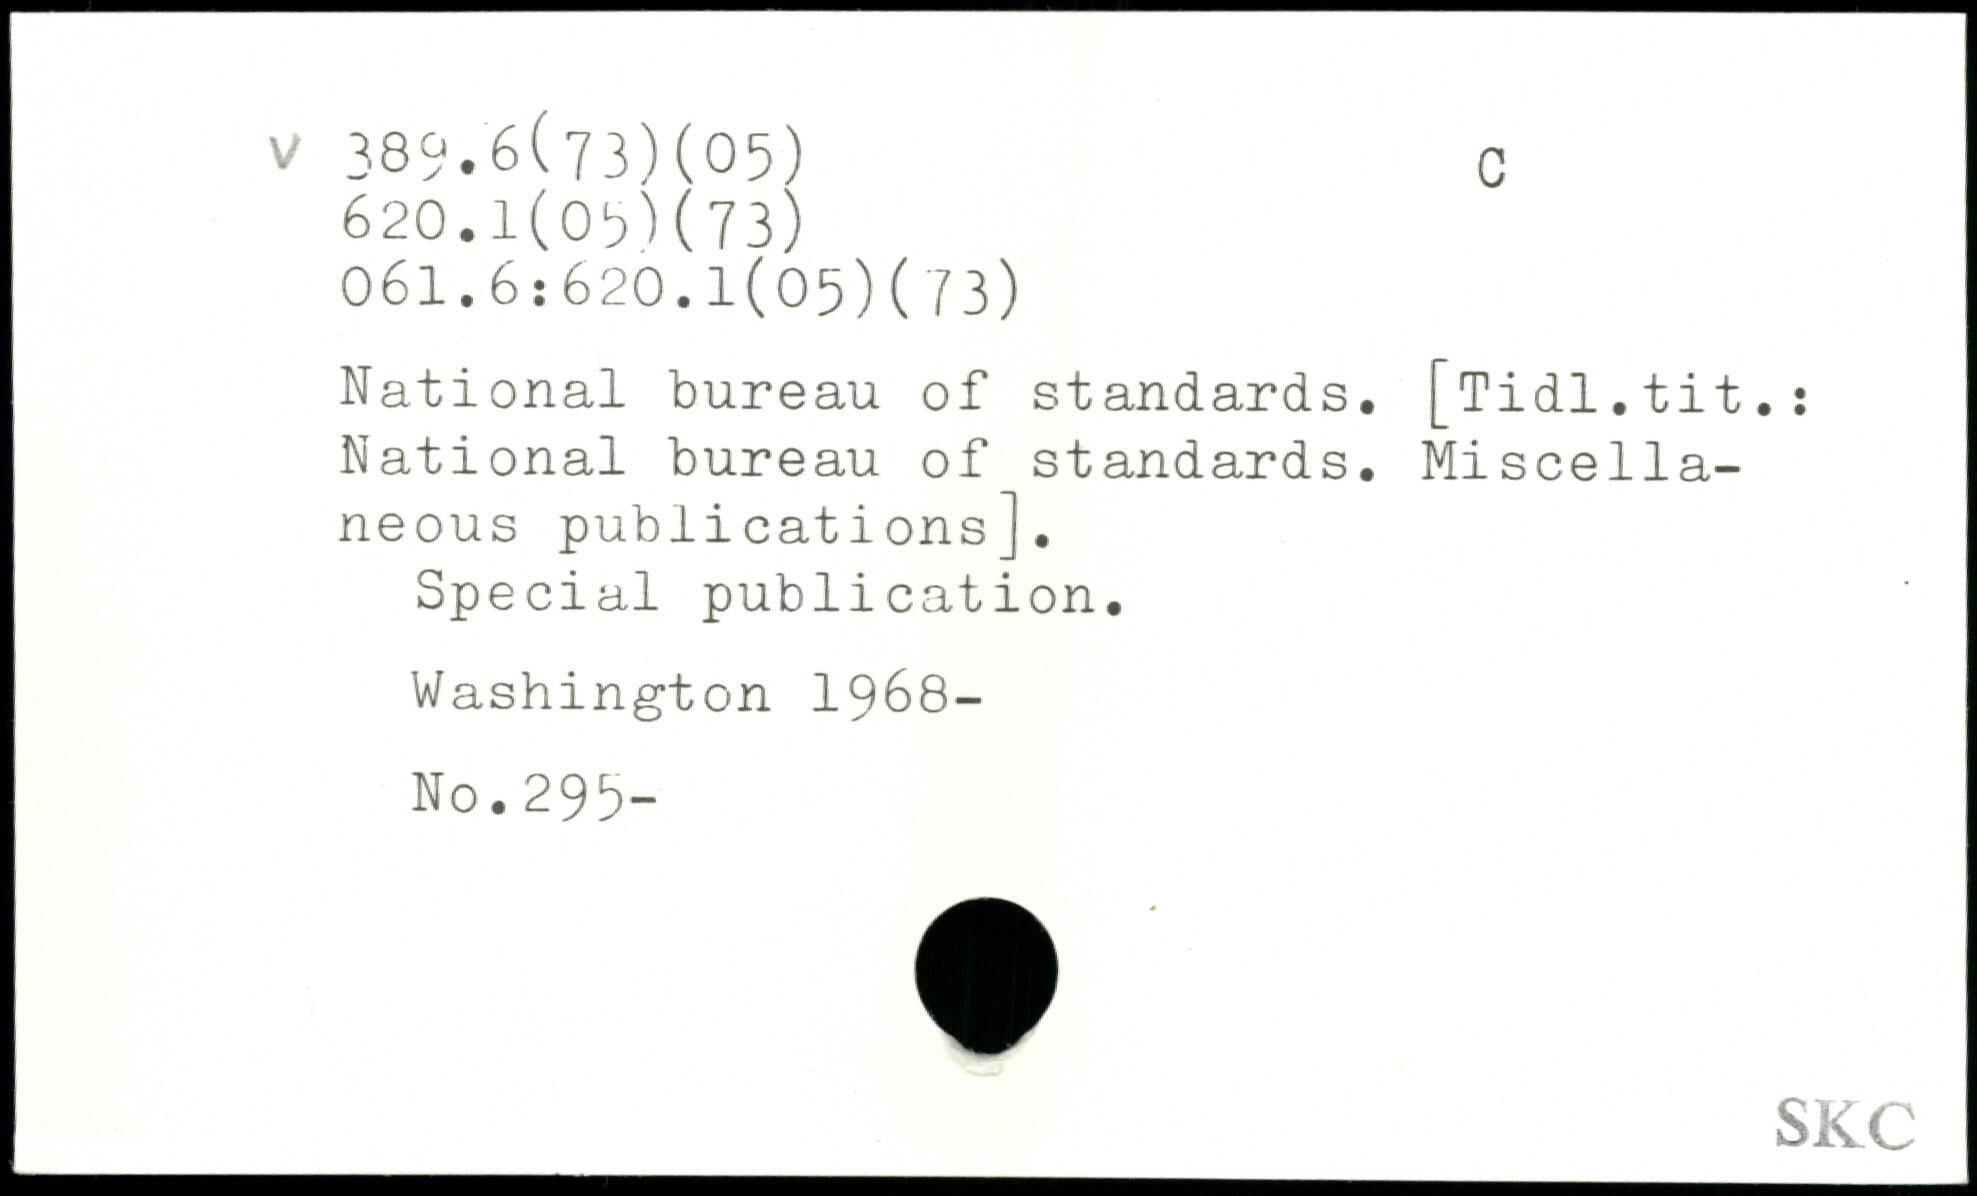 v 389.6(73)(05) C
620.1(05)(73)
061.6:620.1(05)(73)
National bureau of standards. [Tidl.tit.:
National bureau of standards. Miscella-
neous publications].
Special publication.
Washington 1968-
No.295-
SKC